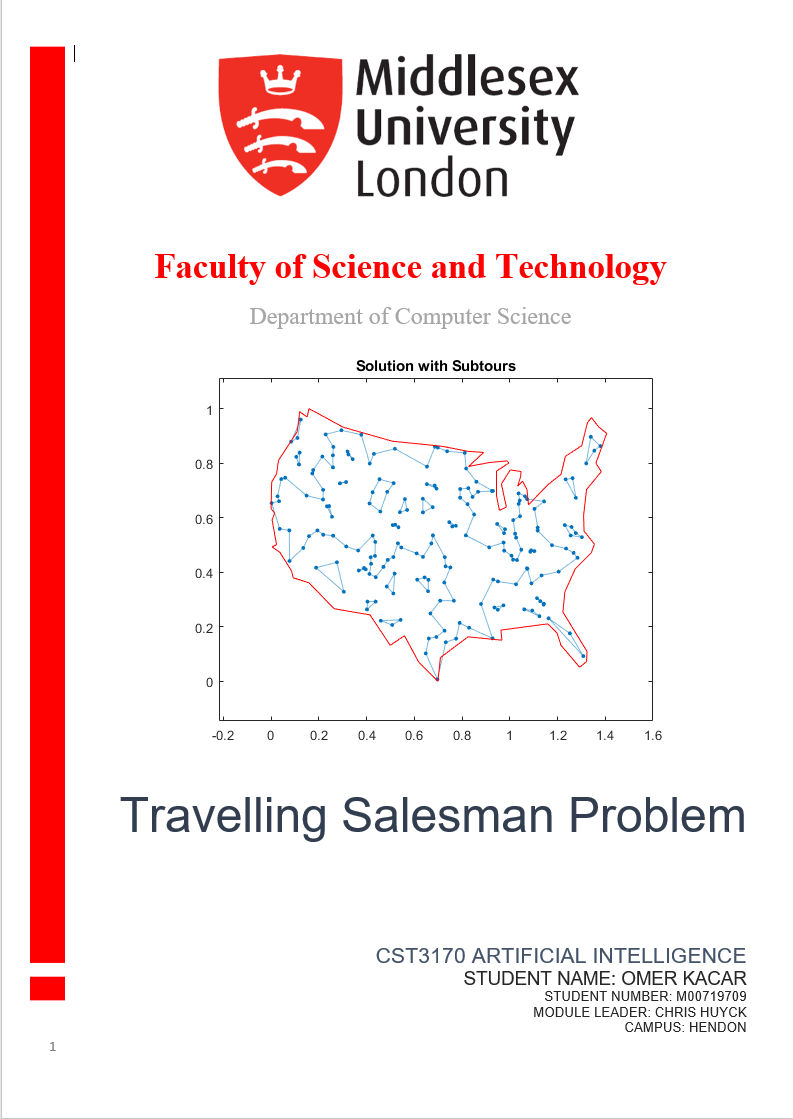 Middlesex
University
London
Faculty of Science and Technology
Department of Computer Science
Solution with Subtours
1
0.8
0.6
0.4
0.2
0
-0.2 0 0.2 0.4 0.6 0.8 1 1.2 1.4 1.6
Travelling Salesman Problem
CST3170 ARTIFICIAL INTELLIGENCE
STUDENT NAME: OMER KACAR
STUDENT NUMBER: M00719709
MODULE LEADER: CHRIS HUYCK
CAMPUS: HENDON
1